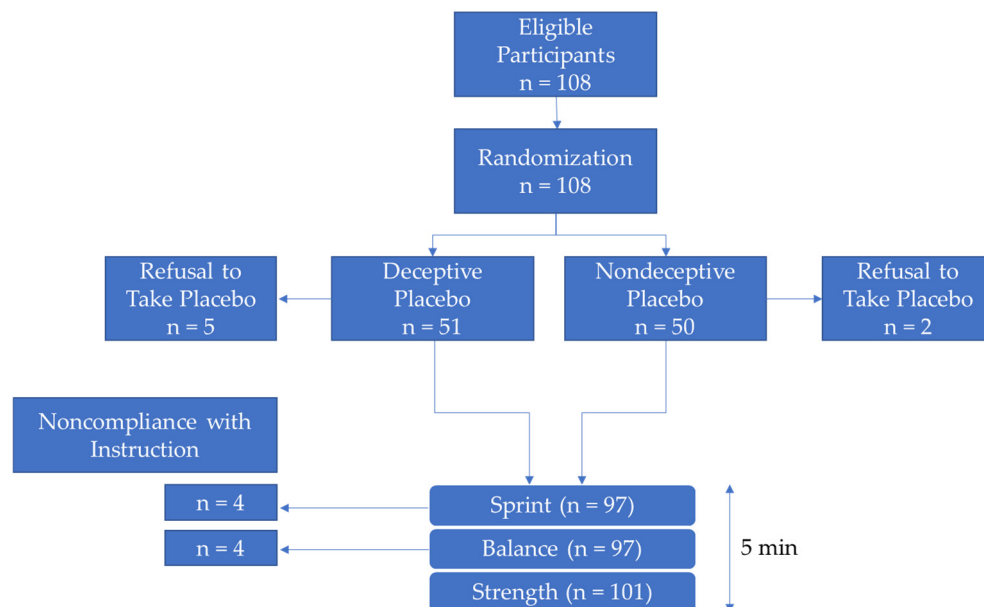 Eligible
Participants
n = 108
Randomization
n = 108
Refusal to
Take Placebo
n = 5
Deceptive
Placebo
n = 51
Nondeceptive
Placebo
n = 50
Refusal to
Take Placebo
n = 2
Noncompliance with
Instruction
n = 4
Sprint (n = 97)
n = 4
Balance (n = 97)
5 min
Strength (n = 101)